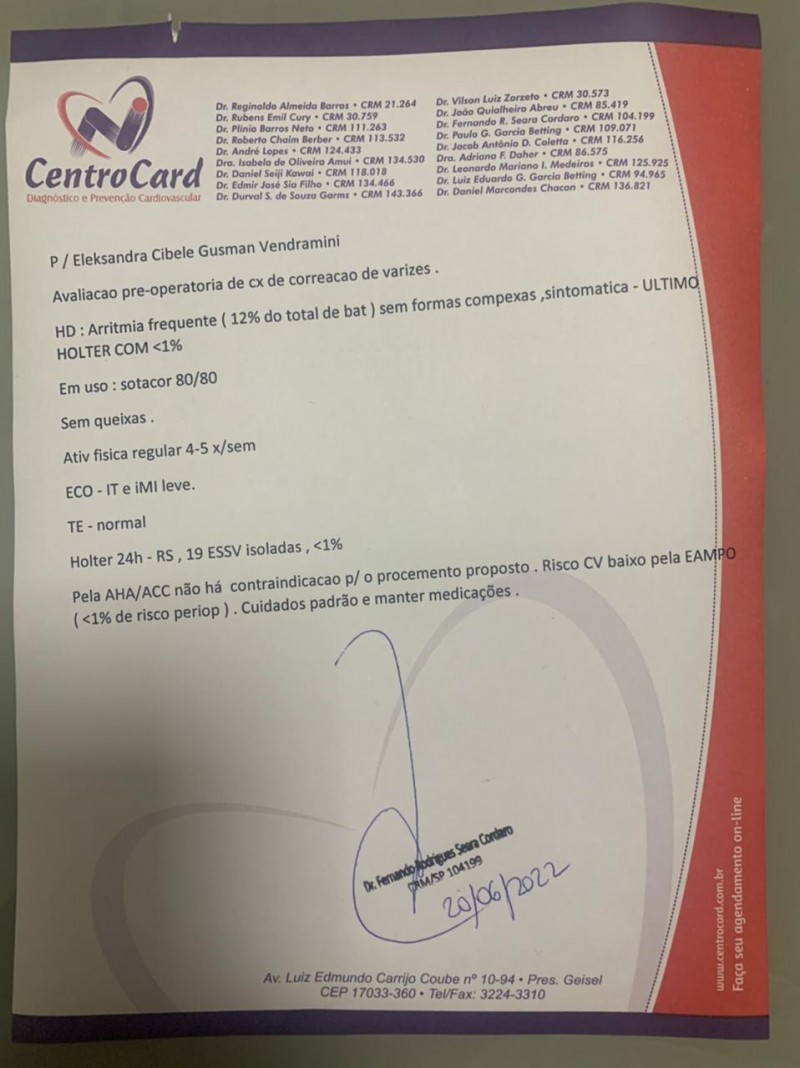 CentroCard
Diagnóstico e Prevenção Cardiovascular
Dr. Reginaldo Almeida Barros • CRM 21.264
Dr. Rubens Emil Cury • CRM 30.759
Dr. Plínio Barros Neto • CRM 111.263
Dr. Roberto Chaim Berber • CRM 113.532
Dr. André Lopes • CRM 124.433
Dra. Isabela de Oliveira Amui • CRM 134.530
Dr. Daniel Seiji Kawai • CRM 118.018
Dr. Edmir José Sia Filho • CRM 134.466
Dr. Durval S. de Souza Garms • CRM 143.366
Dr. Vilson Luiz Zorzeto • CRM 30.573
Dr. João Quialheiro Abreu • CRM 85.419
Dr. Fernando R. Seara Cordaro • CRM 104.199
Dr. Paulo G. Garcia Betting • CRM 109.071
Dr. Jacob Antônio D. Coletta • CRM 116.256
Dra. Adriana F. Daher • CRM 86.575
Dr. Leonardo Mariano I. Medeiros • CRM 125.925
Dr. Luiz Eduardo G. Garcia Betting • CRM 94.965
Dr. Daniel Marcondes Chacon • CRM 136.821
P / Eleksandra Cibele Gusman Vendramini
Avaliacao pre-operatoria de cx de correacao de varizes .
HD : Arritmia frequente ( 12% do total de bat ) sem formas compexas ,sintomatica - ULTIMO
HOLTER COM <1%
Em uso : sotacor 80/80
Sem queixas .
Ativ fisica regular 4-5 x/sem
ECO - IT e iMI leve.
TE - normal
Holter 24h - RS , 19 ESSV isoladas , <1%
Pela AHA/ACC não há contraindicacao p/ o procemento proposto . Risco CV baixo pela EAMPO
( <1% de risco periop ) . Cuidados padrão e manter medicações .
Dr. Fernando Rodrigues Seara Cordaro
CRM/SP 104199
20/06/2022
Av. Luiz Edmundo Carrijo Coube nº 10-94 • Pres. Geisel
CEP 17033-360 • Tel/Fax: 3224-3310
www.centrocard.com.br
Faça seu agendamento on-line